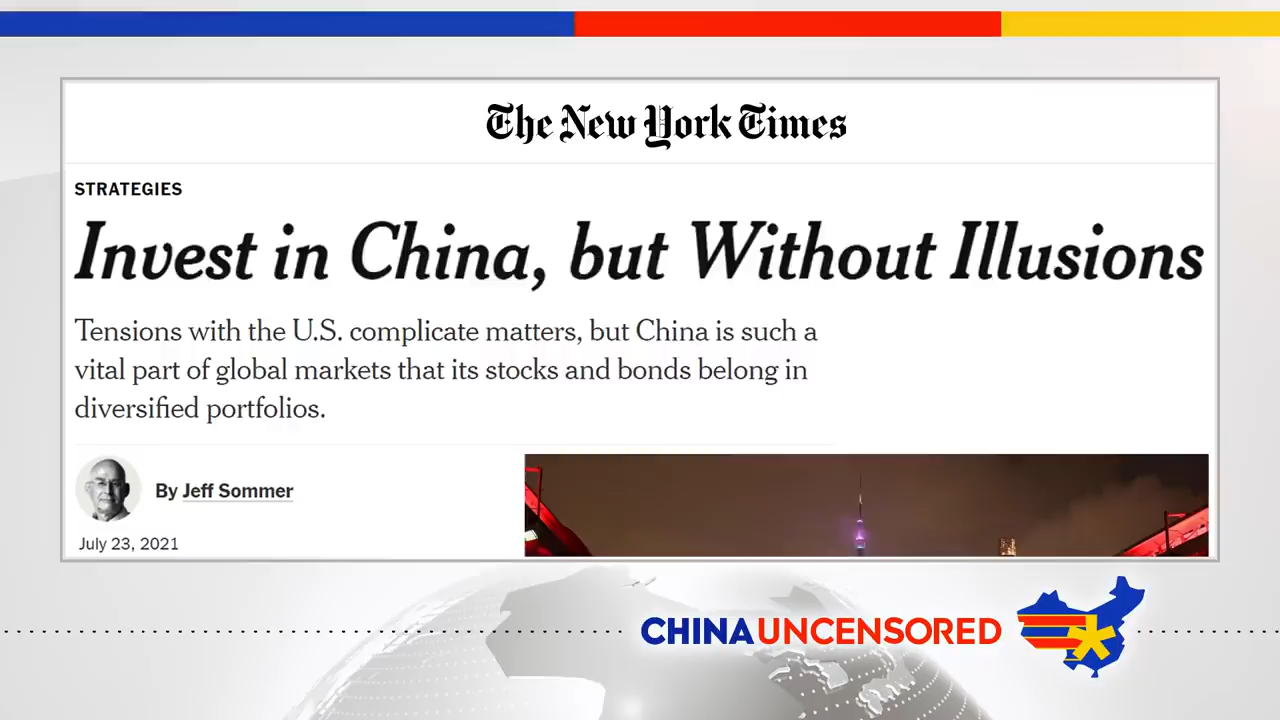 The New York Times
STRATEGIES
Invest in China, but Without Illusions
Tensions with the U.S. complicate matters, but China is such a
vital part of global markets that its stocks and bonds belong in
diversified portfolios.
By Jeff Sommer
July 23, 2021
CHINAUNCENSORED